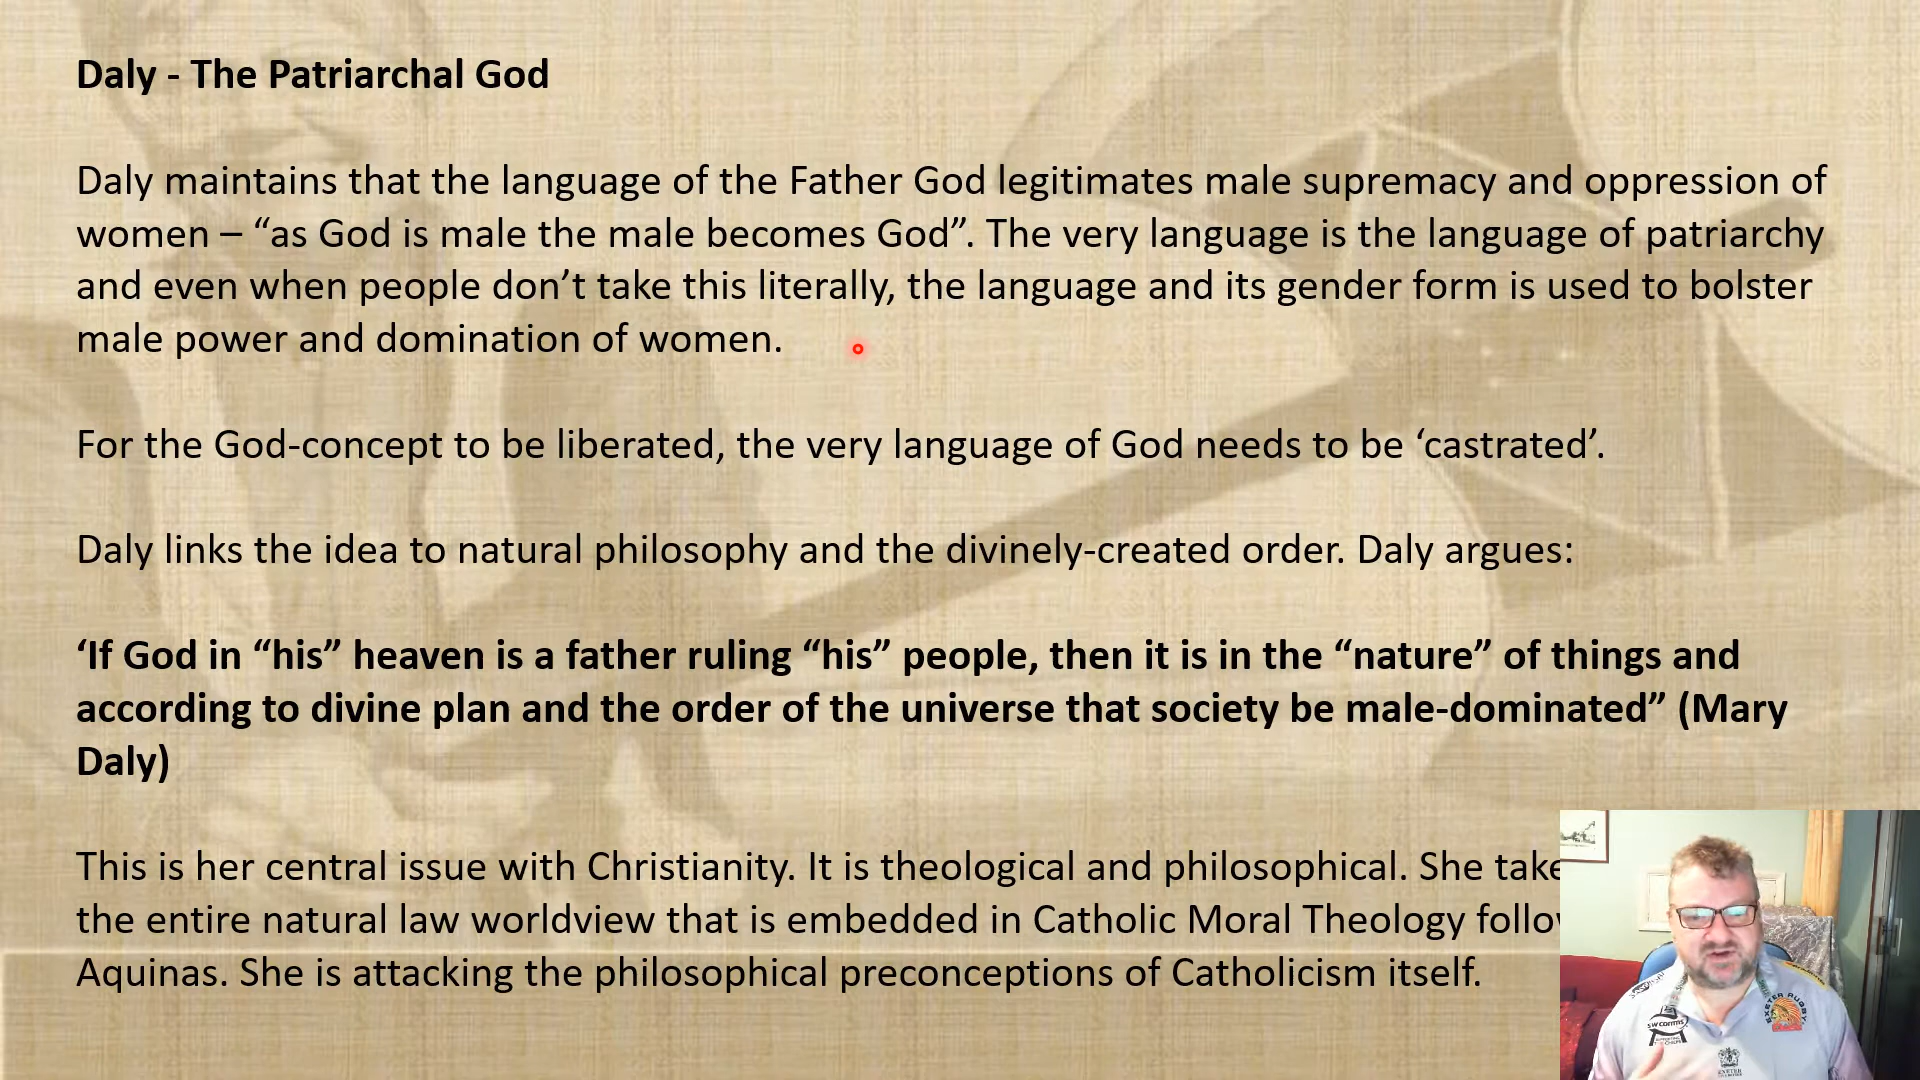 Daly - The Patriarchal God
Daly maintains that the language of the Father God legitimates male supremacy and oppression of
women – “as God is male the male becomes God”. The very language is the language of patriarchy
and even when people don’t take this literally, the language and its gender form is used to bolster
male power and domination of women.
For the God-concept to be liberated, the very language of God needs to be ‘castrated’.
Daly links the idea to natural philosophy and the divinely-created order. Daly argues:
‘If God in “his” heaven is a father ruling “his” people, then it is in the “nature” of things and
according to divine plan and the order of the universe that society be male-dominated” (Mary
Daly)
This is her central issue with Christianity. It is theological and philosophical. She take
the entire natural law worldview that is embedded in Catholic Moral Theology follo
Aquinas. She is attacking the philosophical preconceptions of Catholicism itself.
EXETER RUGBY
SW COMMS
EXETER